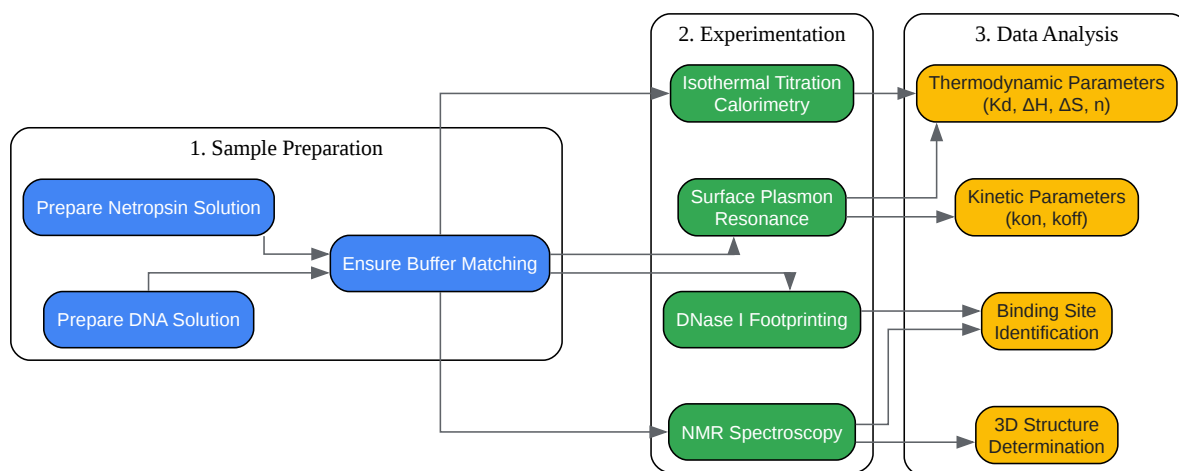 1. Sample Preparation
Prepare Netropsin Solution
Prepare DNA Solution
Ensure Buffer Matching
2. Experimentation
Isothermal Titration
Calorimetry
Surface Plasmon
Resonance
DNase I Footprinting
NMR Spectroscopy
3. Data Analysis
Thermodynamic Parameters
(Kd, ΔH, ΔS, n)
Kinetic Parameters
(kon, koff)
Binding Site
Identification
3D Structure
Determination